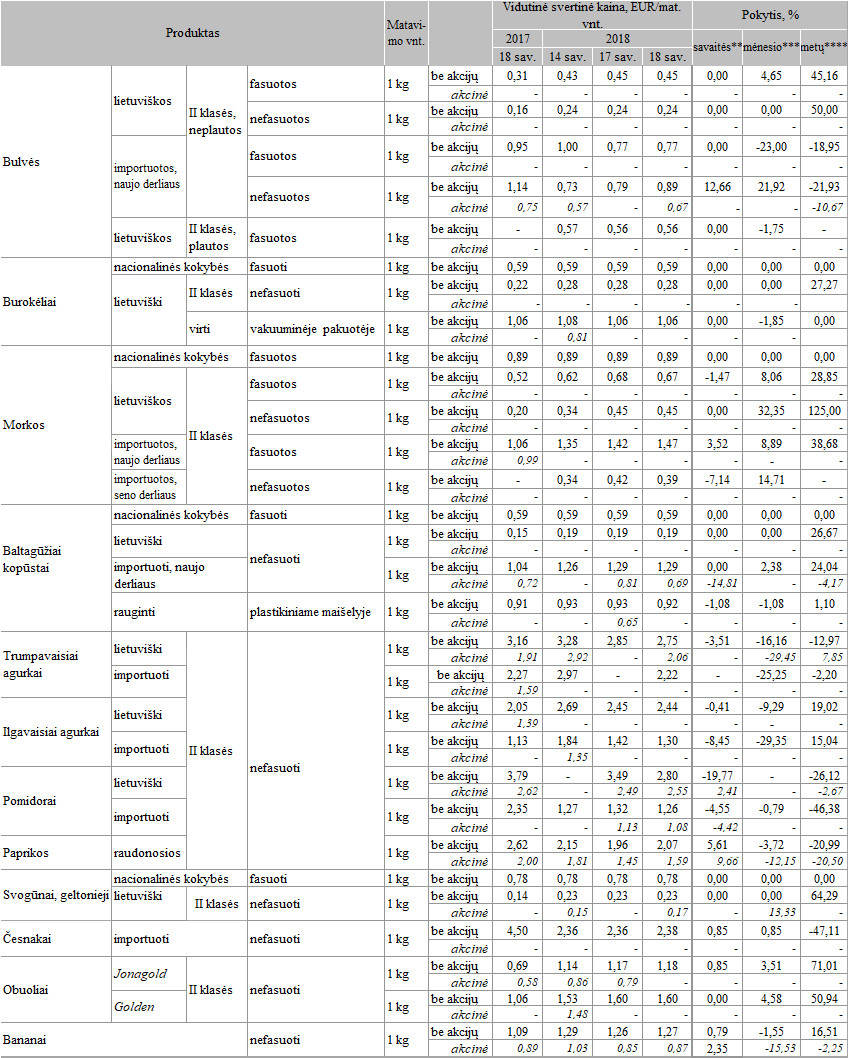 Produktas Matavi- Vidutinė svertinė kaina, EUR/mat. Pokytis, %
mo vnt. vnt.
2017 2018 savaitės** mėnesio*** metų****
18 sav. 14 sav. 17 sav. 18 sav.
Bulvės lietuviškos II klasės, neplautos fasuotos 1 kg be akcijų 0,31 0,43 0,45 0,45 0,00 4,65 45,16
akcinė - - - - - - -
nefasuotos 1 kg be akcijų 0,16 0,24 0,24 0,24 0,00 0,00 50,00
akcinė - - - - - - -
importuotos, naujo derliaus fasuotos 1 kg be akcijų 0,95 1,00 0,77 0,77 0,00 -23,00 -18,95
akcinė - - - - - - -
nefasuotos 1 kg be akcijų 1,14 0,73 0,79 0,89 12,66 21,92 -21,93
akcinė 0,75 0,57 - 0,67 - - -10,67
lietuviškos II klasės, plautos fasuotos 1 kg be akcijų - 0,57 0,56 0,56 0,00 -1,75 -
akcinė - - - - - - -
Burokėliai nacionalinės kokybės fasuoti 1 kg be akcijų 0,59 0,59 0,59 0,59 0,00 0,00 0,00
lietuviški II klasės nefasuoti 1 kg be akcijų 0,22 0,28 0,28 0,28 0,00 0,00 27,27
akcinė - - - - - - -
virti vakuuminėje pakuotėje 1 kg be akcijų 1,06 1,08 1,06 1,06 0,00 -1,85 0,00
akcinė - 0,81 - - - - -
Morkos nacionalinės kokybės fasuotos 1 kg be akcijų 0,89 0,89 0,89 0,89 0,00 0,00 0,00
lietuviškos II klasės fasuotos 1 kg be akcijų 0,52 0,62 0,68 0,67 -1,47 8,06 28,85
akcinė - - - - - - -
nefasuotos 1 kg be akcijų 0,20 0,34 0,45 0,45 0,00 32,35 125,00
akcinė - - - - - - -
importuotos, naujo derliaus fasuotos 1 kg be akcijų 1,06 1,35 1,42 1,47 3,52 8,89 38,68
akcinė 0,99 - - - - - -
importuotos, seno derliaus nefasuotos 1 kg be akcijų - 0,34 0,42 0,39 -7,14 14,71 -
akcinė - - - - - - -
Baltagūžiai kopūstai nacionalinės kokybės fasuoti 1 kg be akcijų 0,59 0,59 0,59 0,59 0,00 0,00 0,00
lietuviški nefasuoti 1 kg be akcijų 0,15 0,19 0,19 0,19 0,00 0,00 26,67
akcinė - - - - - - -
importuoti, naujo derliaus 1 kg be akcijų 1,04 1,26 1,29 1,29 0,00 2,38 24,04
akcinė 0,72 - 0,81 0,69 -14,81 - -4,17
rauginti plastikiniame maišelyje 1 kg be akcijų 0,91 0,93 0,93 0,92 -1,08 -1,08 1,10
akcinė - - 0,65 - - - -
Trumpavaisiai agurkai lietuviški II klasės nefasuoti 1 kg be akcijų 3,16 3,28 2,85 2,75 -3,51 -16,16 -12,97
akcinė 1,91 2,92 2,06 - -29,45 7,85
importuoti 1 kg be akcijų 2,27 2,97 - 2,22 - -25,25 -2,20
akcinė 1,59 - - - - - -
Ilgavaisiai agurkai lietuviški 1 kg be akcijų 2,05 2,69 2,45 2,44 -0,41 -9,29 19,02
akcinė 1,39 - - - - - -
importuoti 1 kg be akcijų 1,13 1,84 1,42 1,30 -8,45 -29,35 15,04
akcinė - 1,35 - - - - -
Pomidorai lietuviški 1 kg be akcijų 3,79 - 3,49 2,80 -19,77 - -26,12
akcinė 2,62 - 2,49 2,55 2,41 - -2,67
importuoti 1 kg be akcijų 2,35 1,27 1,32 1,26 -4,55 -0,79 -46,38
akcinė - - 1,13 1,08 -4,42 - -
Paprikos raudonosios 1 kg be akcijų 2,62 2,15 1,96 2,07 5,61 -3,72 -20,99
akcinė 2,00 1,81 1,45 1,59 9,66 -12,15 -20,50
Svogūnai, geltonieji nacionalinės kokybės fasuoti 1 kg be akcijų 0,78 0,78 0,78 0,78 0,00 0,00 0,00
lietuviški II klasės nefasuoti 1 kg be akcijų 0,14 0,23 0,23 0,23 0,00 0,00 64,29
akcinė - 0,15 - 0,17 - 13,33 -
Česnakai importuoti nefasuoti 1 kg be akcijų 4,50 2,36 2,36 2,38 0,85 0,85 -47,11
akcinė - - - - - - -
Obuoliai Jonagold II klasės nefasuoti 1 kg be akcijų 0,69 1,14 1,17 1,18 0,85 3,51 71,01
akcinė 0,58 0,86 0,79 - - - -
Golden 1 kg be akcijų 1,06 1,53 1,60 1,60 0,00 4,58 50,94
akcinė - 1,48 - - - - -
Bananai nefasuoti 1 kg be akcijų 1,09 1,29 1,26 1,27 0,79 -1,55 16,51
akcinė 0,89 1,03 0,85 0,87 2,35 -15,53 -2,25